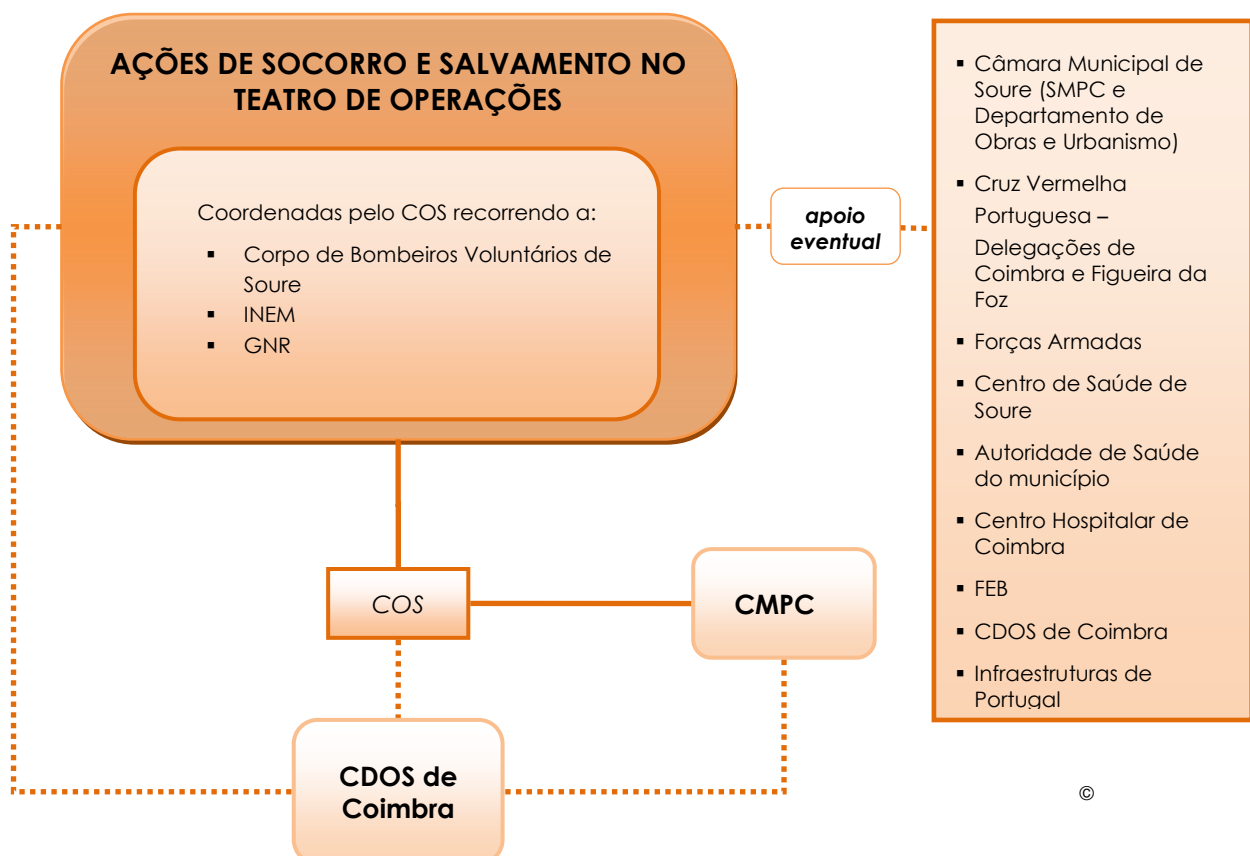 AÇÕES DE SOCORRO E SALVAMENTO NO
TEATRO DE OPERAÇÕES
Coordenadas pelo COS recorrendo a:
▪ Corpo de Bombeiros Voluntários de
Soure
▪ INEM
▪ GNR
apoio
eventual
▪ Câmara Municipal de
Soure (SMPC e
Departamento de
Obras e Urbanismo)
▪ Cruz Vermelha
Portuguesa –
Delegações de
Coimbra e Figueira da
Foz
▪ Forças Armadas
▪ Centro de Saúde de
Soure
▪ Autoridade de Saúde
do município
▪ Centro Hospitalar de
Coimbra
▪ FEB
▪ CDOS de Coimbra
▪ Infraestruturas de
Portugal
COS
CMPC
CDOS de
Coimbra
©